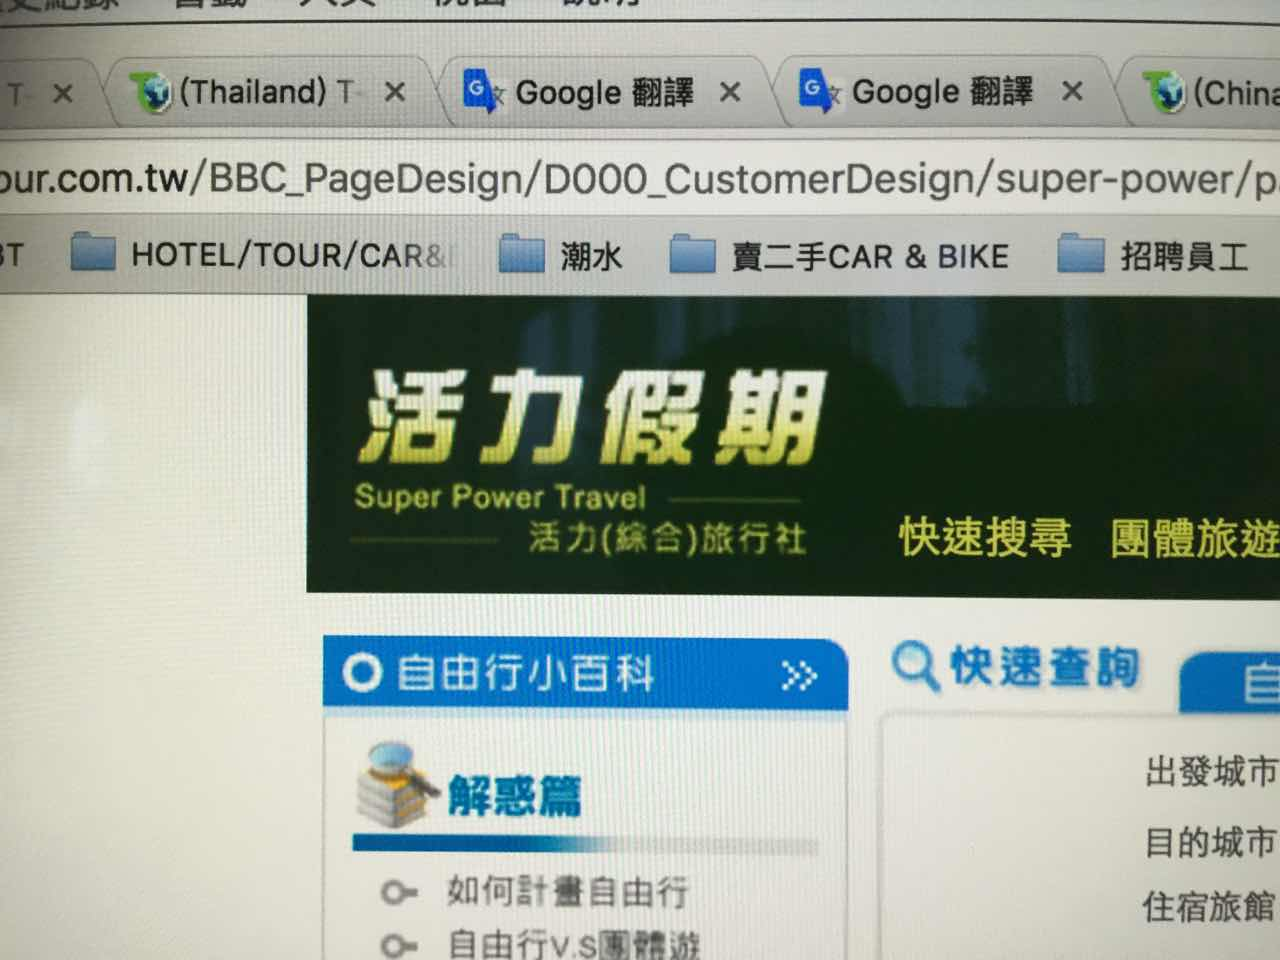 T
(Thailand) T
Google 翻譯
Google 翻譯
(China
our.com.tw/BBC_PageDesign/D000_CustomerDesign/super-power/pa
BT
HOTEL/TOUR/CAR&
潮水
賣二手CAR & BIKE
招聘員工
活力假期
Super Power Travel
活力(綜合)旅行社
快速搜尋 團體旅遊
自由行小百科
快速查詢
自
解惑篇
出發城市
目的城市
住宿旅館
如何計畫自由行
自由行V.S團體遊